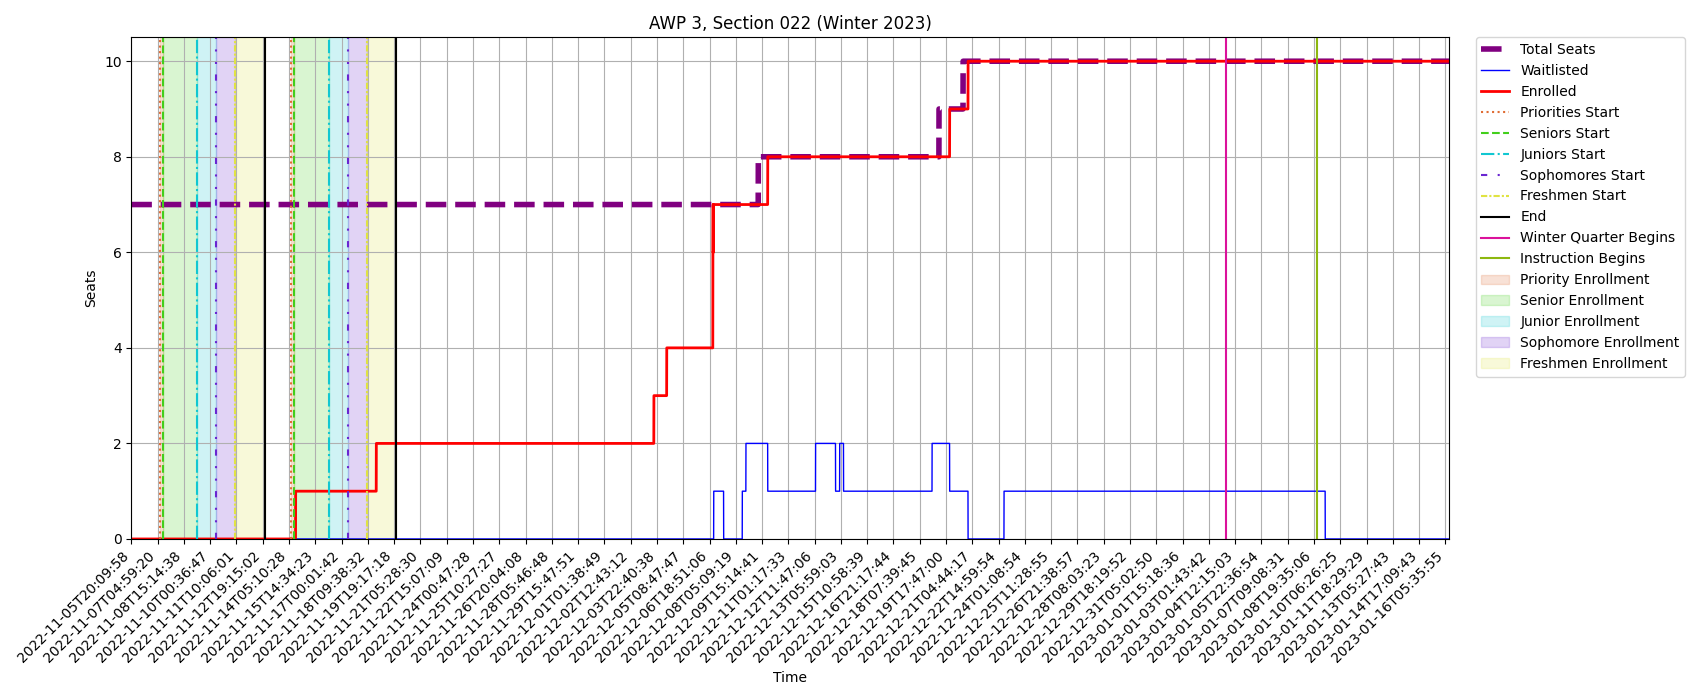 AWP 3, Section 022 (Winter 2023)
Seats
10
8
6
4
2
0
2022-11-05T20:09:58
2022-11-07T04:59:20
2022-11-08T15:14:38
2022-11-10T00:36:47
2022-11-11T10:06:01
2022-11-12T19:15:02
2022-11-14T05:10:28
2022-11-15T14:34:23
2022-11-17T00:01:42
2022-11-18T09:38:32
2022-11-19T19:17:18
2022-11-21T05:28:30
2022-11-22T15:07:09
2022-11-24T00:47:28
2022-11-25T10:27:27
2022-11-26T20:04:08
2022-11-28T05:46:48
2022-11-29T15:47:51
2022-12-01T01:38:49
2022-12-02T12:43:12
2022-12-03T22:40:38
2022-12-05T08:47:47
2022-12-06T18:51:06
2022-12-08T05:09:19
2022-12-09T15:14:41
2022-12-11T01:17:33
2022-12-12T11:47:06
2022-12-13T15:59:03
2022-12-15T10:58:39
2022-12-16T21:17:44
2022-12-18T07:39:45
2022-12-19T17:47:00
2022-12-21T04:44:17
2022-12-22T14:59:54
2022-12-24T01:08:54
2022-12-25T11:28:55
2022-12-26T21:38:57
2022-12-28T08:03:23
2022-12-29T18:19:52
2022-12-31T05:02:50
2023-01-01T15:18:36
2023-01-03T01:43:42
2023-01-04T12:15:03
2023-01-05T22:36:54
2023-01-07T09:08:31
2023-01-08T19:35:06
2023-01-10T06:26:25
2023-01-11T18:29:29
2023-01-13T05:27:43
2023-01-14T17:09:43
2023-01-16T05:35:55
Time
Total Seats
Waitlisted
Enrolled
Priorities Start
Seniors Start
Juniors Start
Sophomores Start
Freshmen Start
End
Winter Quarter Begins
Instruction Begins
Priority Enrollment
Senior Enrollment
Junior Enrollment
Sophomore Enrollment
Freshmen Enrollment